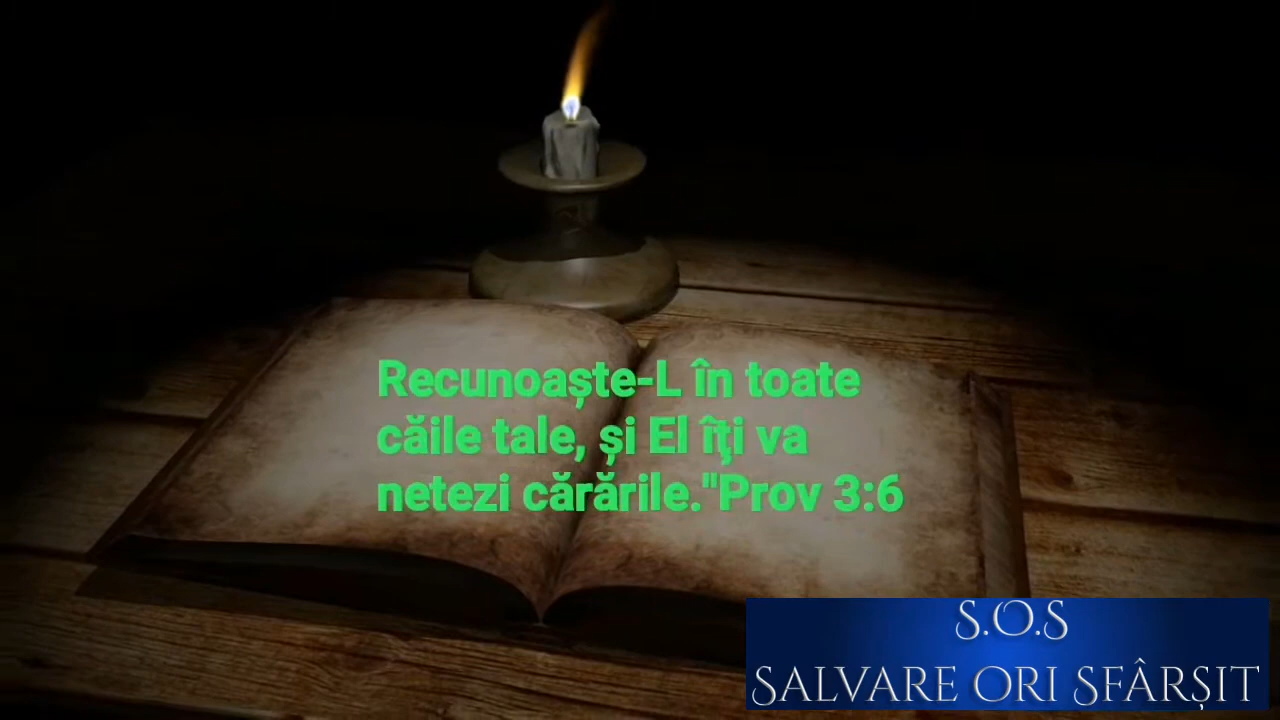 Recunoaște-L în toate
căile tale, și El îţi va
netezi cărările."Prov 3:6
S.O.S
SALVARE ORI SFÂRȘIT